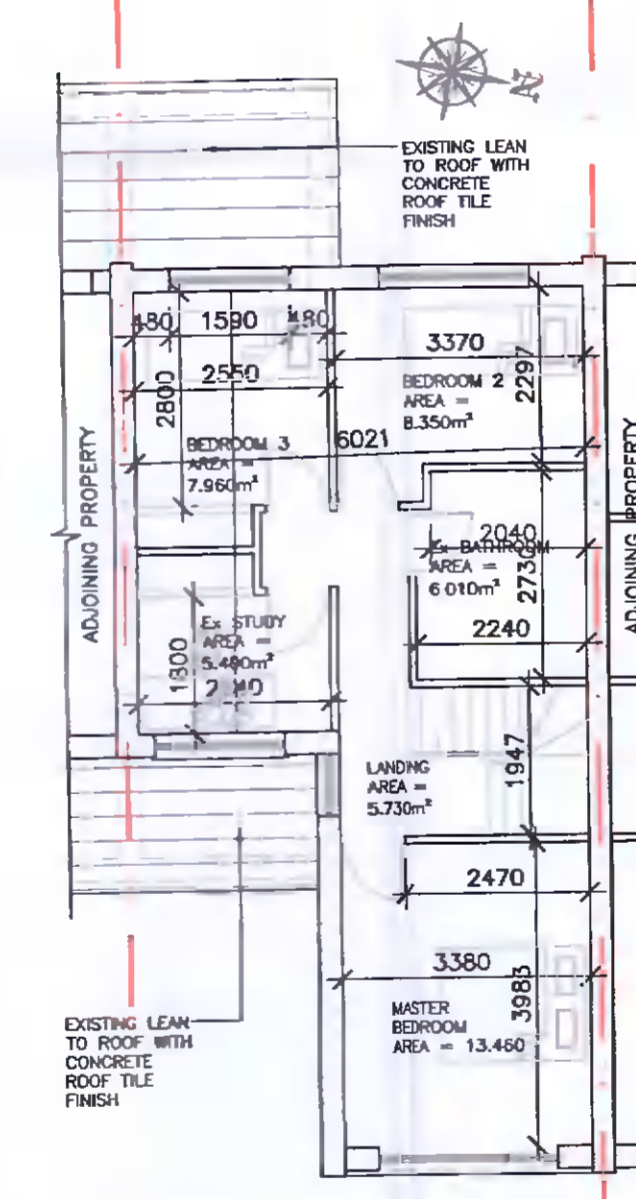 N
EXISTING LEAN
TO ROOF WITH
CONCRETE
ROOF TILE
FINISH
480 1590 480
2550
2800
BEDROOM 3
AREA =
7.960m²
6021
3370
2297
BEDROOM 2
AREA =
8.350m²
ADJOINING PROPERTY
ADJOINING PROPERTY
2040
Ex BATHROOM
AREA =
6.010m²
2730
2240
Ex STUDY
AREA =
5.490m²
1800
LANDING
AREA =
5.730m²
1947
2470
3380
3983
MASTER
BEDROOM
AREA = 13.460
EXISTING LEAN
TO ROOF WITH
CONCRETE
ROOF TILE
FINISH